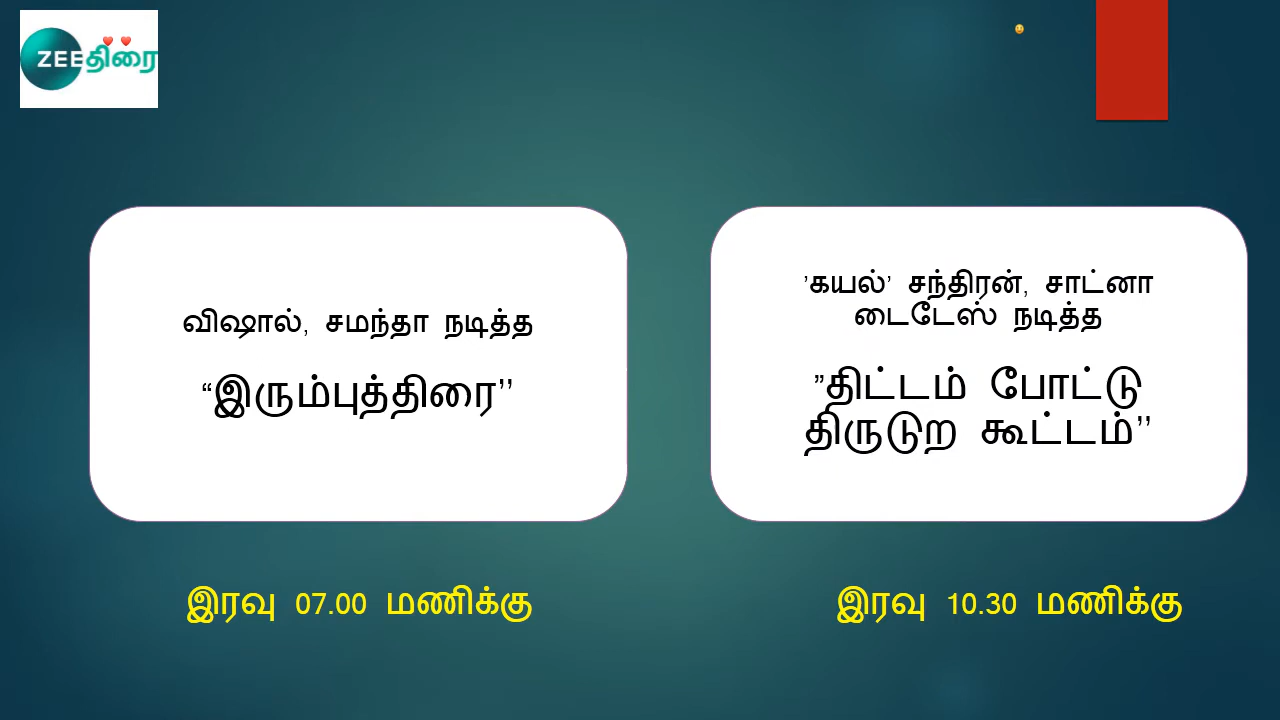 ZEEதிரை
விஷால், சமந்தா நடித்த
“இரும்புத்திரை’’
’கயல்’ சந்திரன், சாட்னா
டைடேஸ் நடித்த
”திட்டம் போட்டு
திருடுற கூட்டம்’’
இரவு 07.00 மணிக்கு
இரவு 10.30 மணிக்கு